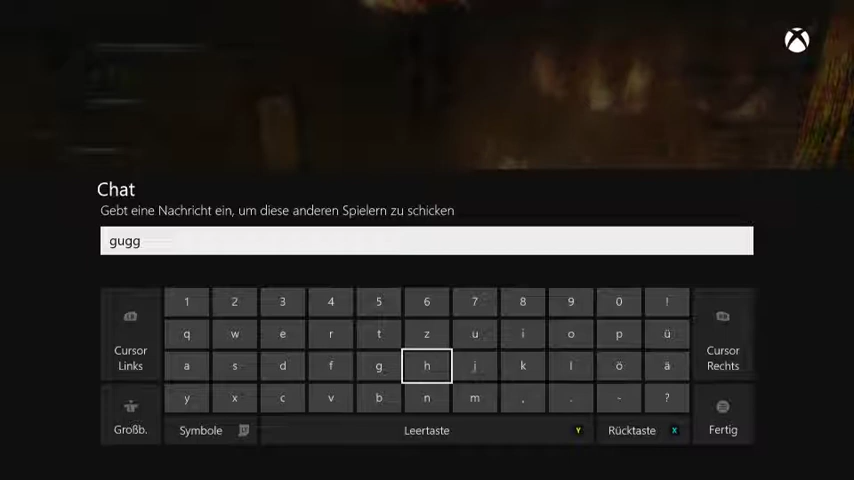 Chat
Gebt eine Nachricht ein, um diese anderen Spielern zu schicken
gugg
1 2 3 4 5 6 7 8 9 0 !
q w e r t z u i o p ü
a s d f g h j k l ö ä
y x c v b n m , . - ?
Cursor Links
Cursor Rechts
Großb.
Symbole LT
Leertaste Y
Rücktaste X
Fertig